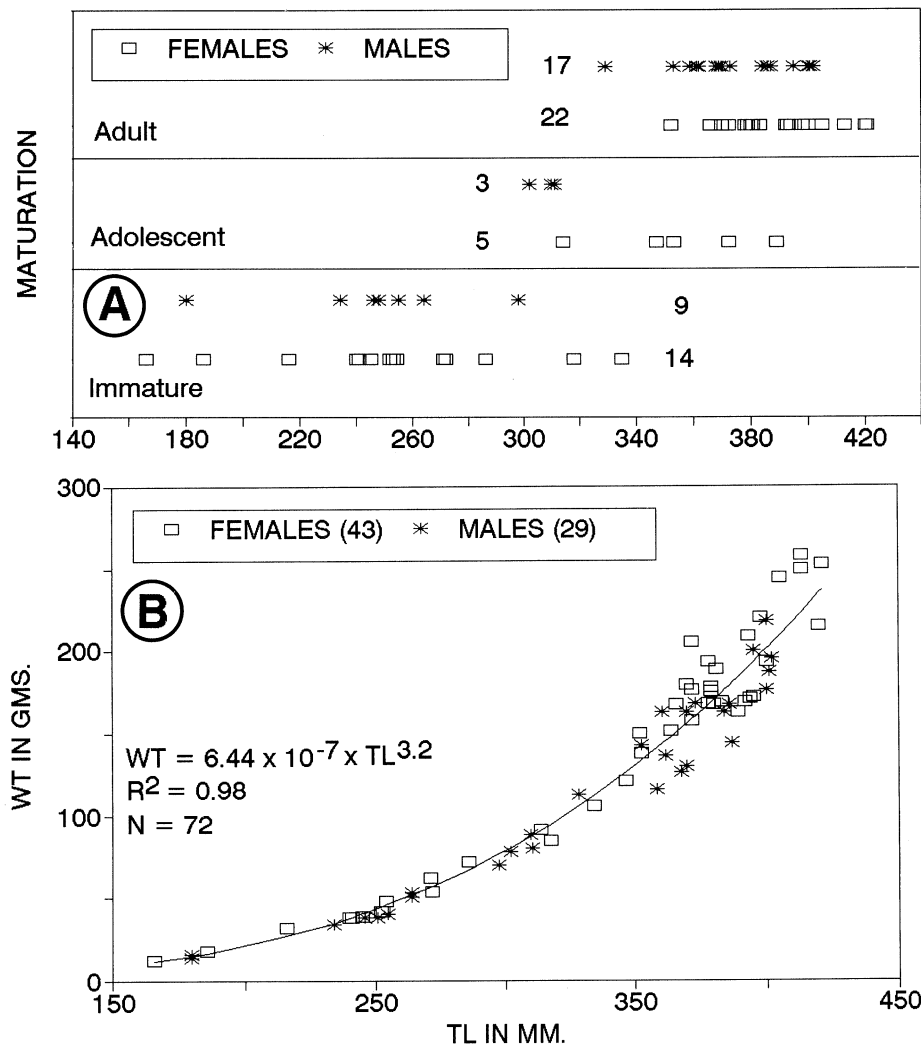 FEMALES MALES
17
22
Adult
3
5
Adolescent
A
9
14
Immature
MATURATION
140 180 220 260 300 340 380 420
300
200
100
0
FEMALES (43) MALES (29)
B
WT = 6.44 x 10⁻⁷ x TL³·²
R² = 0.98
N = 72
WT IN GMS.
150 250 350 450
TL IN MM.